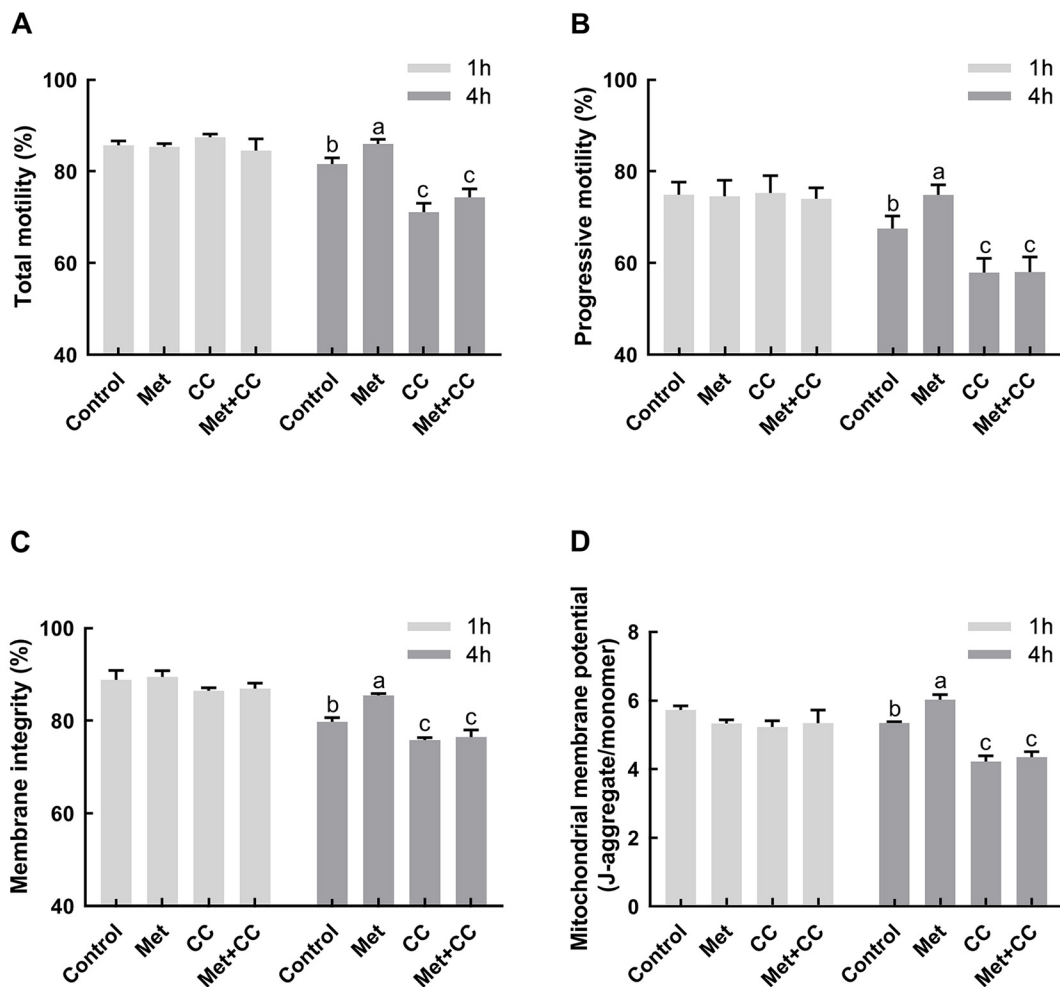 A
Total motility (%)
100
80
60
40
1h
4h
b
a
c
c
Control
Met
CC
Met+CC
Control
Met
CC
Met+CC
B
Progressive motility (%)
100
80
60
40
1h
4h
b
a
c
c
Control
Met
CC
Met+CC
Control
Met
CC
Met+CC
C
Membrane integrity (%)
100
80
60
40
1h
4h
b
a
c
c
Control
Met
CC
Met+CC
Control
Met
CC
Met+CC
D
Mitochondrial membrane potential
(J-aggregate/monomer)
8
6
4
2
0
1h
4h
b
a
c
c
Control
Met
CC
Met+CC
Control
Met
CC
Met+CC